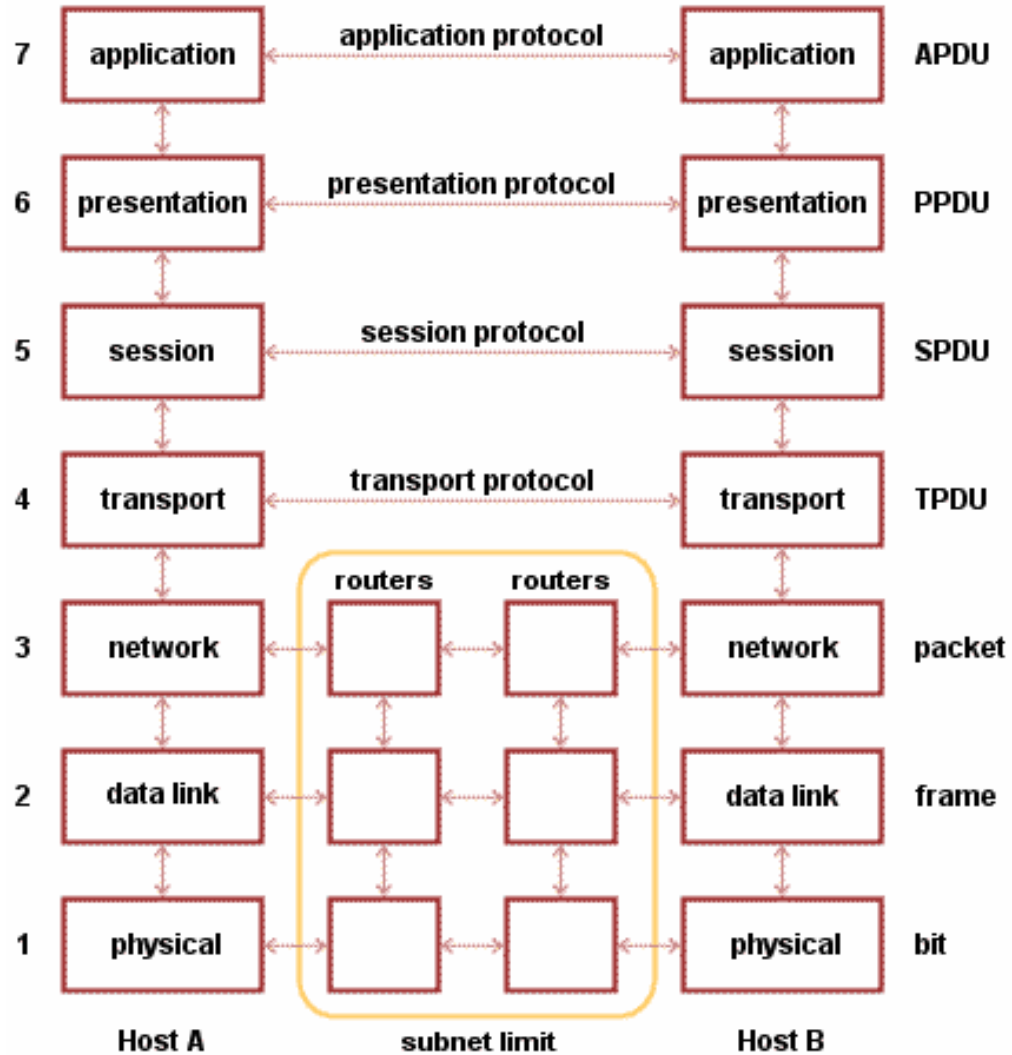 7 application application protocol application APDU
6 presentation presentation protocol presentation PPDU
5 session session protocol session SPDU
4 transport transport protocol transport TPDU
routers routers
3 network network packet
2 data link data link frame
1 physical physical bit
Host A subnet limit Host B